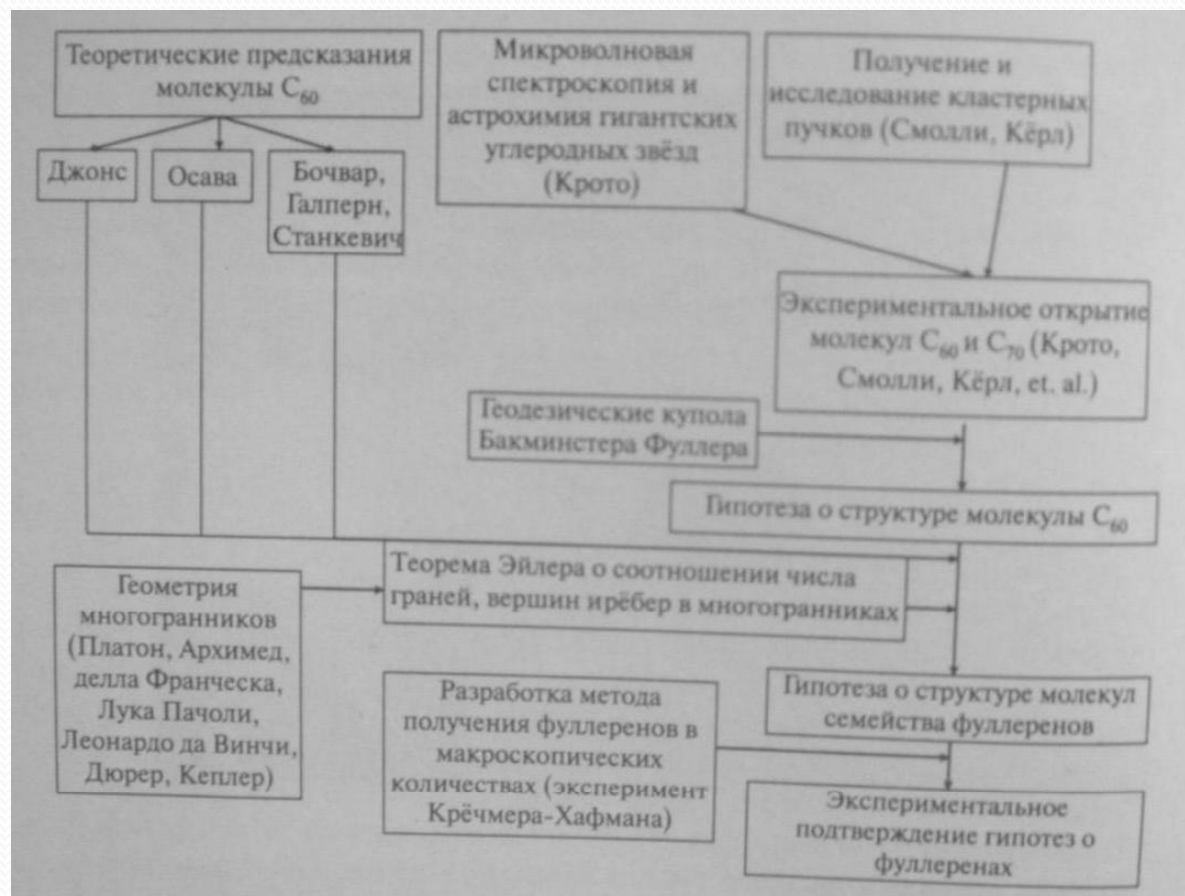 Теоретические предсказания
молекулы C₆₀
Микроволновая
спектроскопия и
астрохимия гигантских
углеродных звёзд
(Крото)
Получение и
исследование кластерных
пучков (Смолли, Кёрл)
Джонс
Осава
Бочвар,
Галперн,
Станкевич
Экспериментальное открытие
молекул C₆₀ и C₇₀ (Крото,
Смолли, Кёрл, et. al.)
Геодезические купола
Бакминстера Фуллера
Гипотеза о структуре молекулы C₆₀
Теорема Эйлера о соотношении числа
граней, вершин ирёбер в многогранниках
Геометрия
многогранников
(Платон, Архимед,
делла Франческа,
Лука Пачоли,
Леонардо да Винчи,
Дюрер, Кеплер)
Разработка метода
получения фуллеренов в
макроскопических
количествах (эксперимент
Крёчмера-Хафмана)
Гипотеза о структуре молекул
семейства фуллеренов
Экспериментальное
подтверждение гипотез о
фуллеренах